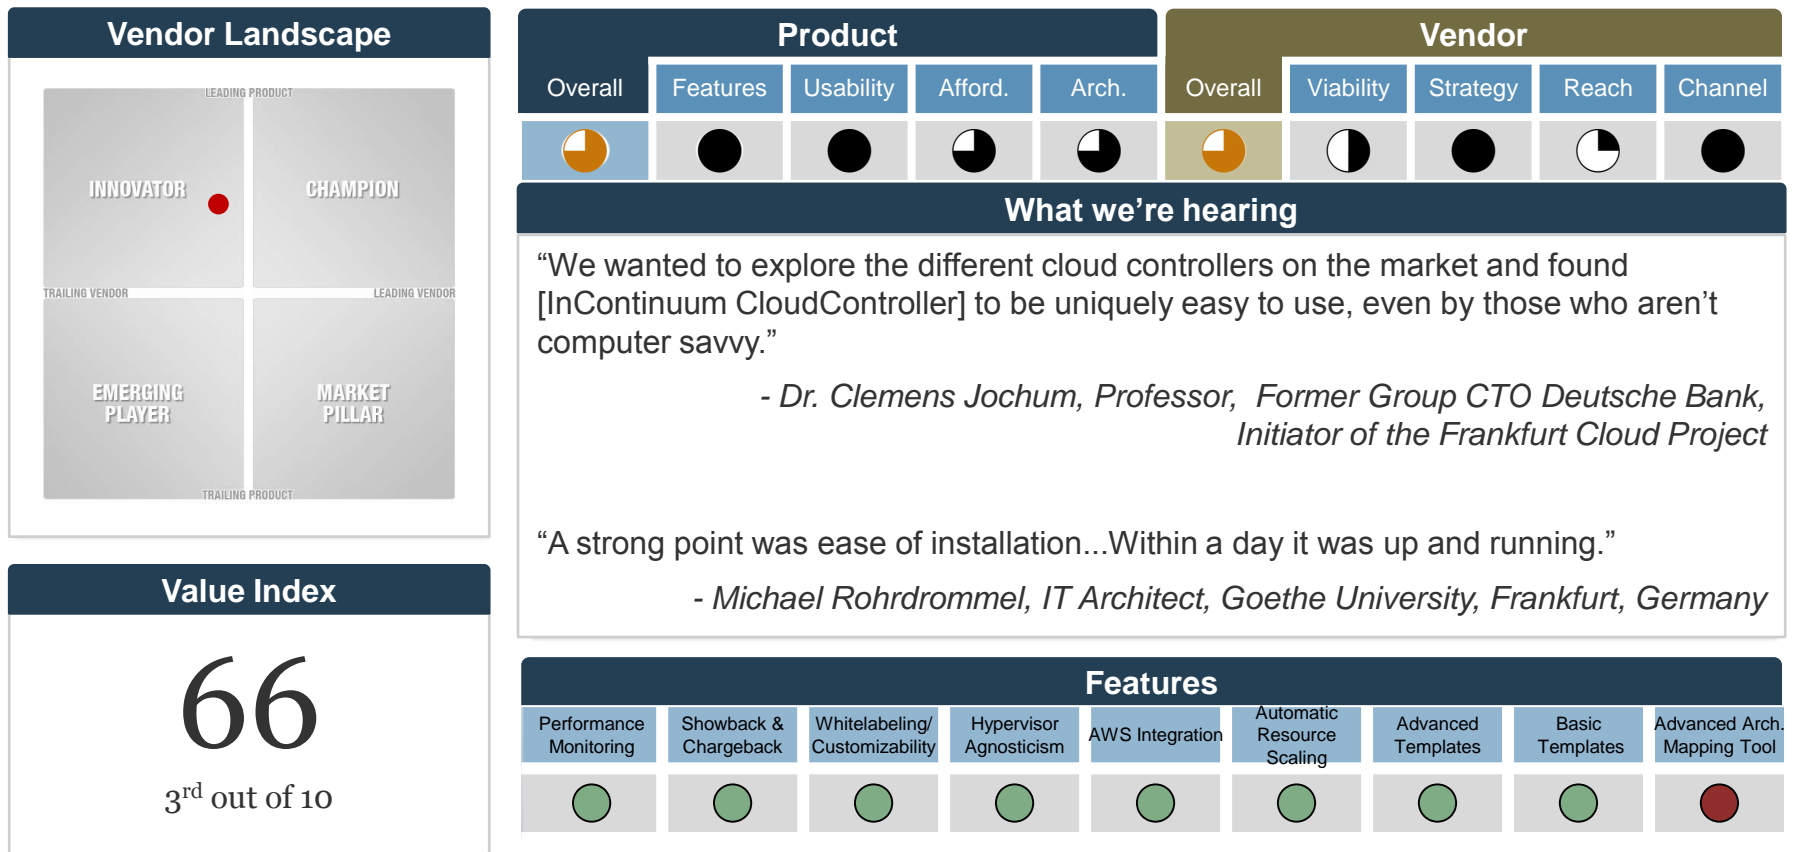 Vendor Landscape
LEADING PRODUCT
INNOVATOR
CHAMPION
TRAILING VENDOR
LEADING VENDOR
EMERGING
PLAYER
MARKET
PILLAR
TRAILING PRODUCT
Value Index
66
3rd out of 10
Product
Vendor
Overall
Features
Usability
Afford.
Arch.
Overall
Viability
Strategy
Reach
Channel
What we’re hearing
“We wanted to explore the different cloud controllers on the market and found
[InContinuum CloudController] to be uniquely easy to use, even by those who aren’t
computer savvy.”
- Dr. Clemens Jochum, Professor, Former Group CTO Deutsche Bank,
Initiator of the Frankfurt Cloud Project
“A strong point was ease of installation...Within a day it was up and running.”
- Michael Rohrdrommel, IT Architect, Goethe University, Frankfurt, Germany
Features
Performance
Monitoring
Showback &
Chargeback
Whitelabeling/
Customizability
Hypervisor
Agnosticism
AWS Integration
Automatic
Resource
Scaling
Advanced
Templates
Basic
Templates
Advanced Arch.
Mapping Tool